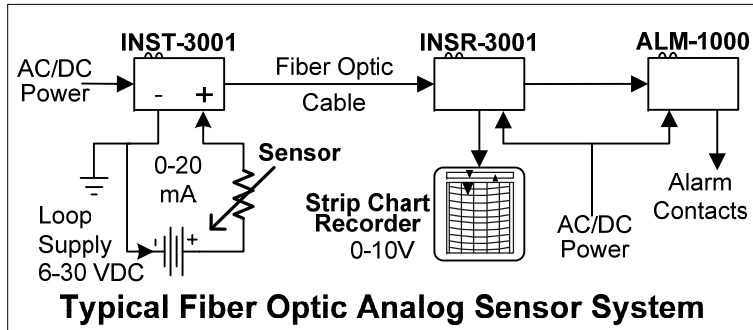 INST-3001
INSR-3001
ALM-1000
AC/DC
Power
- +
Fiber Optic
Cable
0-20
mA
Sensor
Loop
Supply
6-30 VDC
- +
Strip Chart
Recorder
0-10V
AC/DC
Power
Alarm
Contacts
Typical Fiber Optic Analog Sensor System